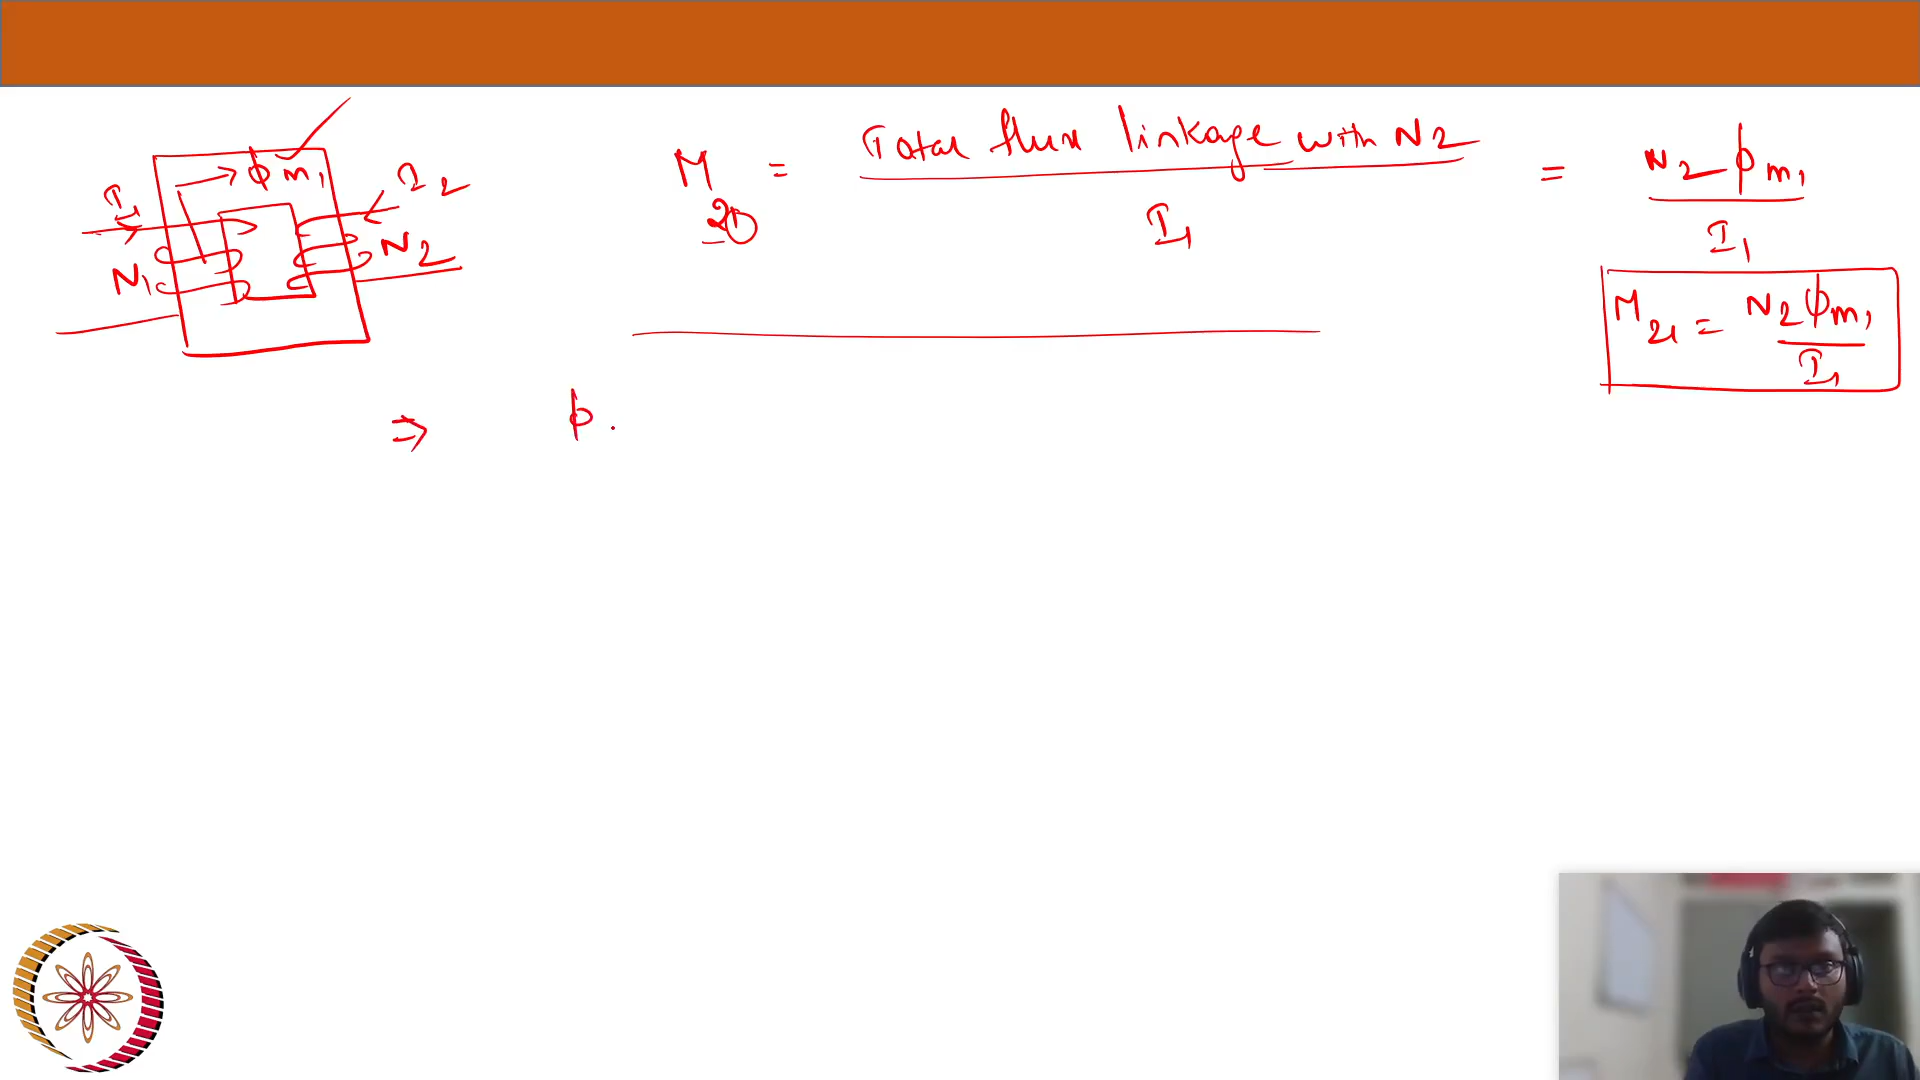 I₁ → ϕm₁ I₂
N₁ N₂
M₂₁ = Total flux linkage with N2 / I₁ = N₂ ϕm₁ / I₁
M₂₁ = N₂ ϕm₁ / I₁
⇒ ϕ .